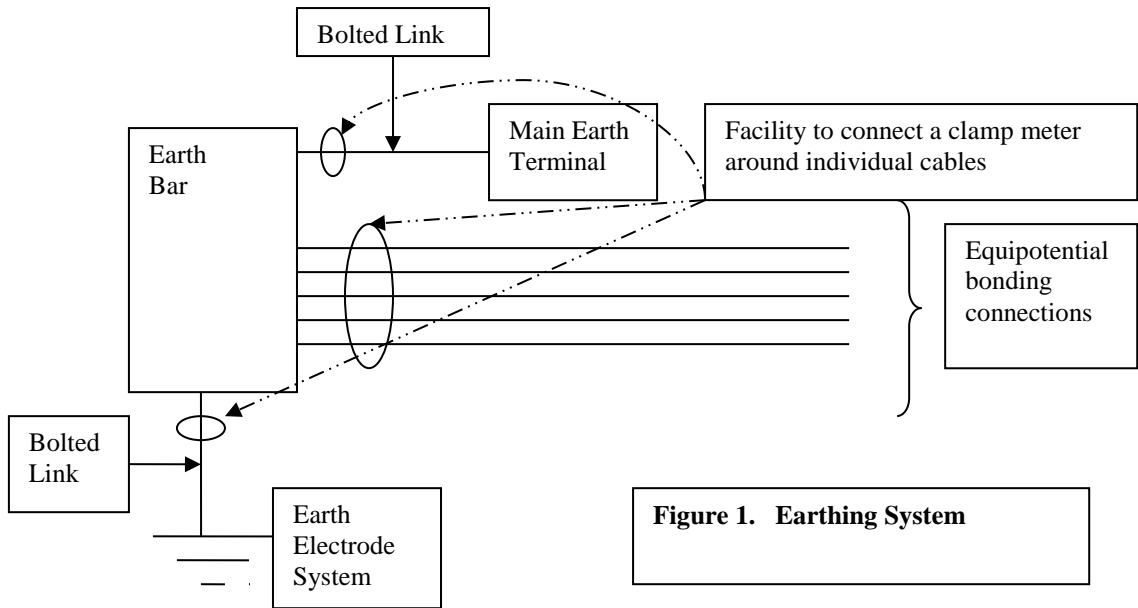 Bolted Link
Earth
Bar
Main Earth
Terminal
Facility to connect a clamp meter
around individual cables
Equipotential
bonding
connections
Bolted
Link
Earth
Electrode
System
Figure 1. Earthing System